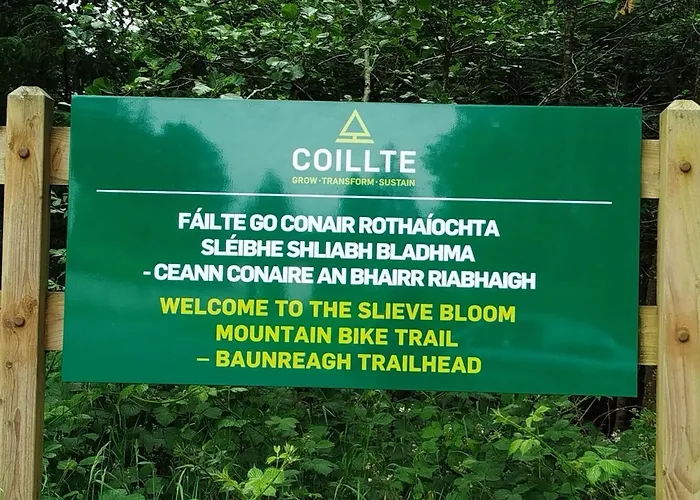 COILLTE
GROW·TRANSFORM·SUSTAIN
FÁILTE GO CONAIR ROTHAÍOCHTA
SLÉIBHE SHLIABH BLADHMA
- CEANN CONAIRE AN BHAIRR RIABHAIGH
WELCOME TO THE SLIEVE BLOOM
MOUNTAIN BIKE TRAIL
– BAUNREAGH TRAILHEAD